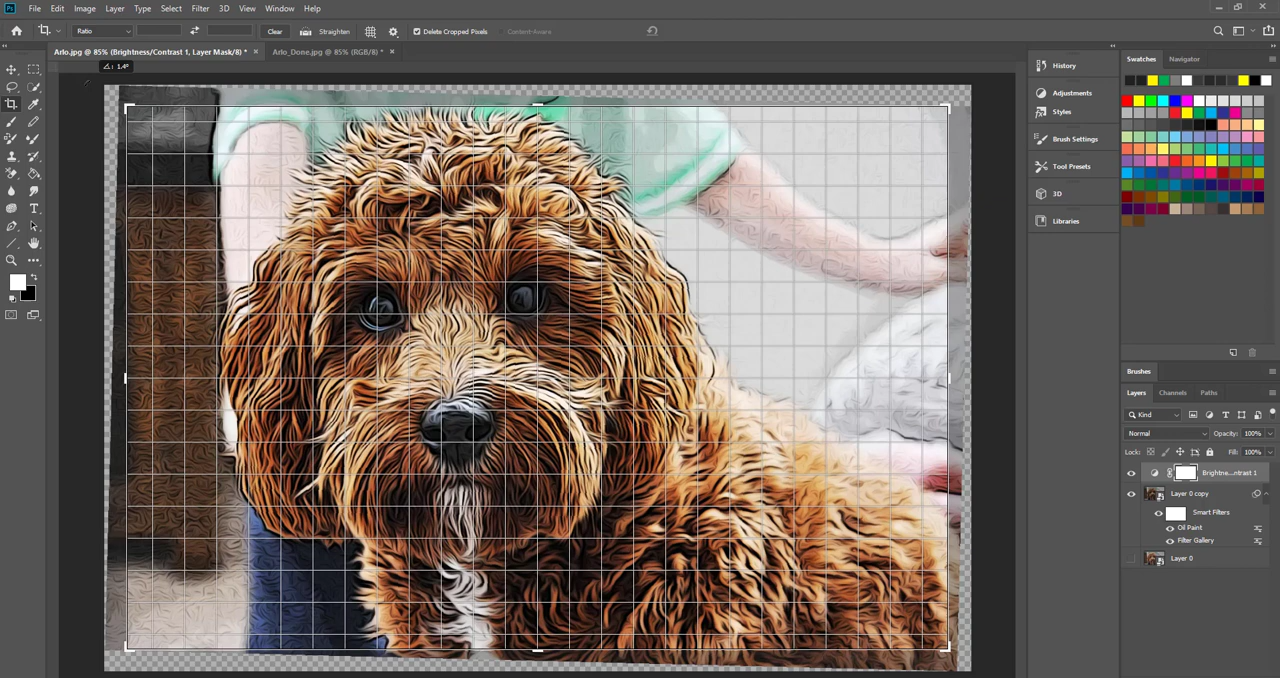 Ps File Edit Image Layer Type Select Filter 3D View Window Help
Ratio Clear Straighten Delete Cropped Pixels Content-Aware
Arlo.jpg @ 85% (Brightness/Contrast 1, Layer Mask/8) * × Arlo_Done.jpg @ 85% (RGB/8) * ×
1.4°
History
Adjustments
Styles
Brush Settings
Tool Presets
3D
Libraries
Swatches Navigator
Brushes
Layers Channels Paths
Kind
Normal Opacity: 100%
Lock: Fill: 100%
Brightne...ontrast 1
Layer 0 copy
Smart Filters
Oil Paint
Filter Gallery
Layer 0